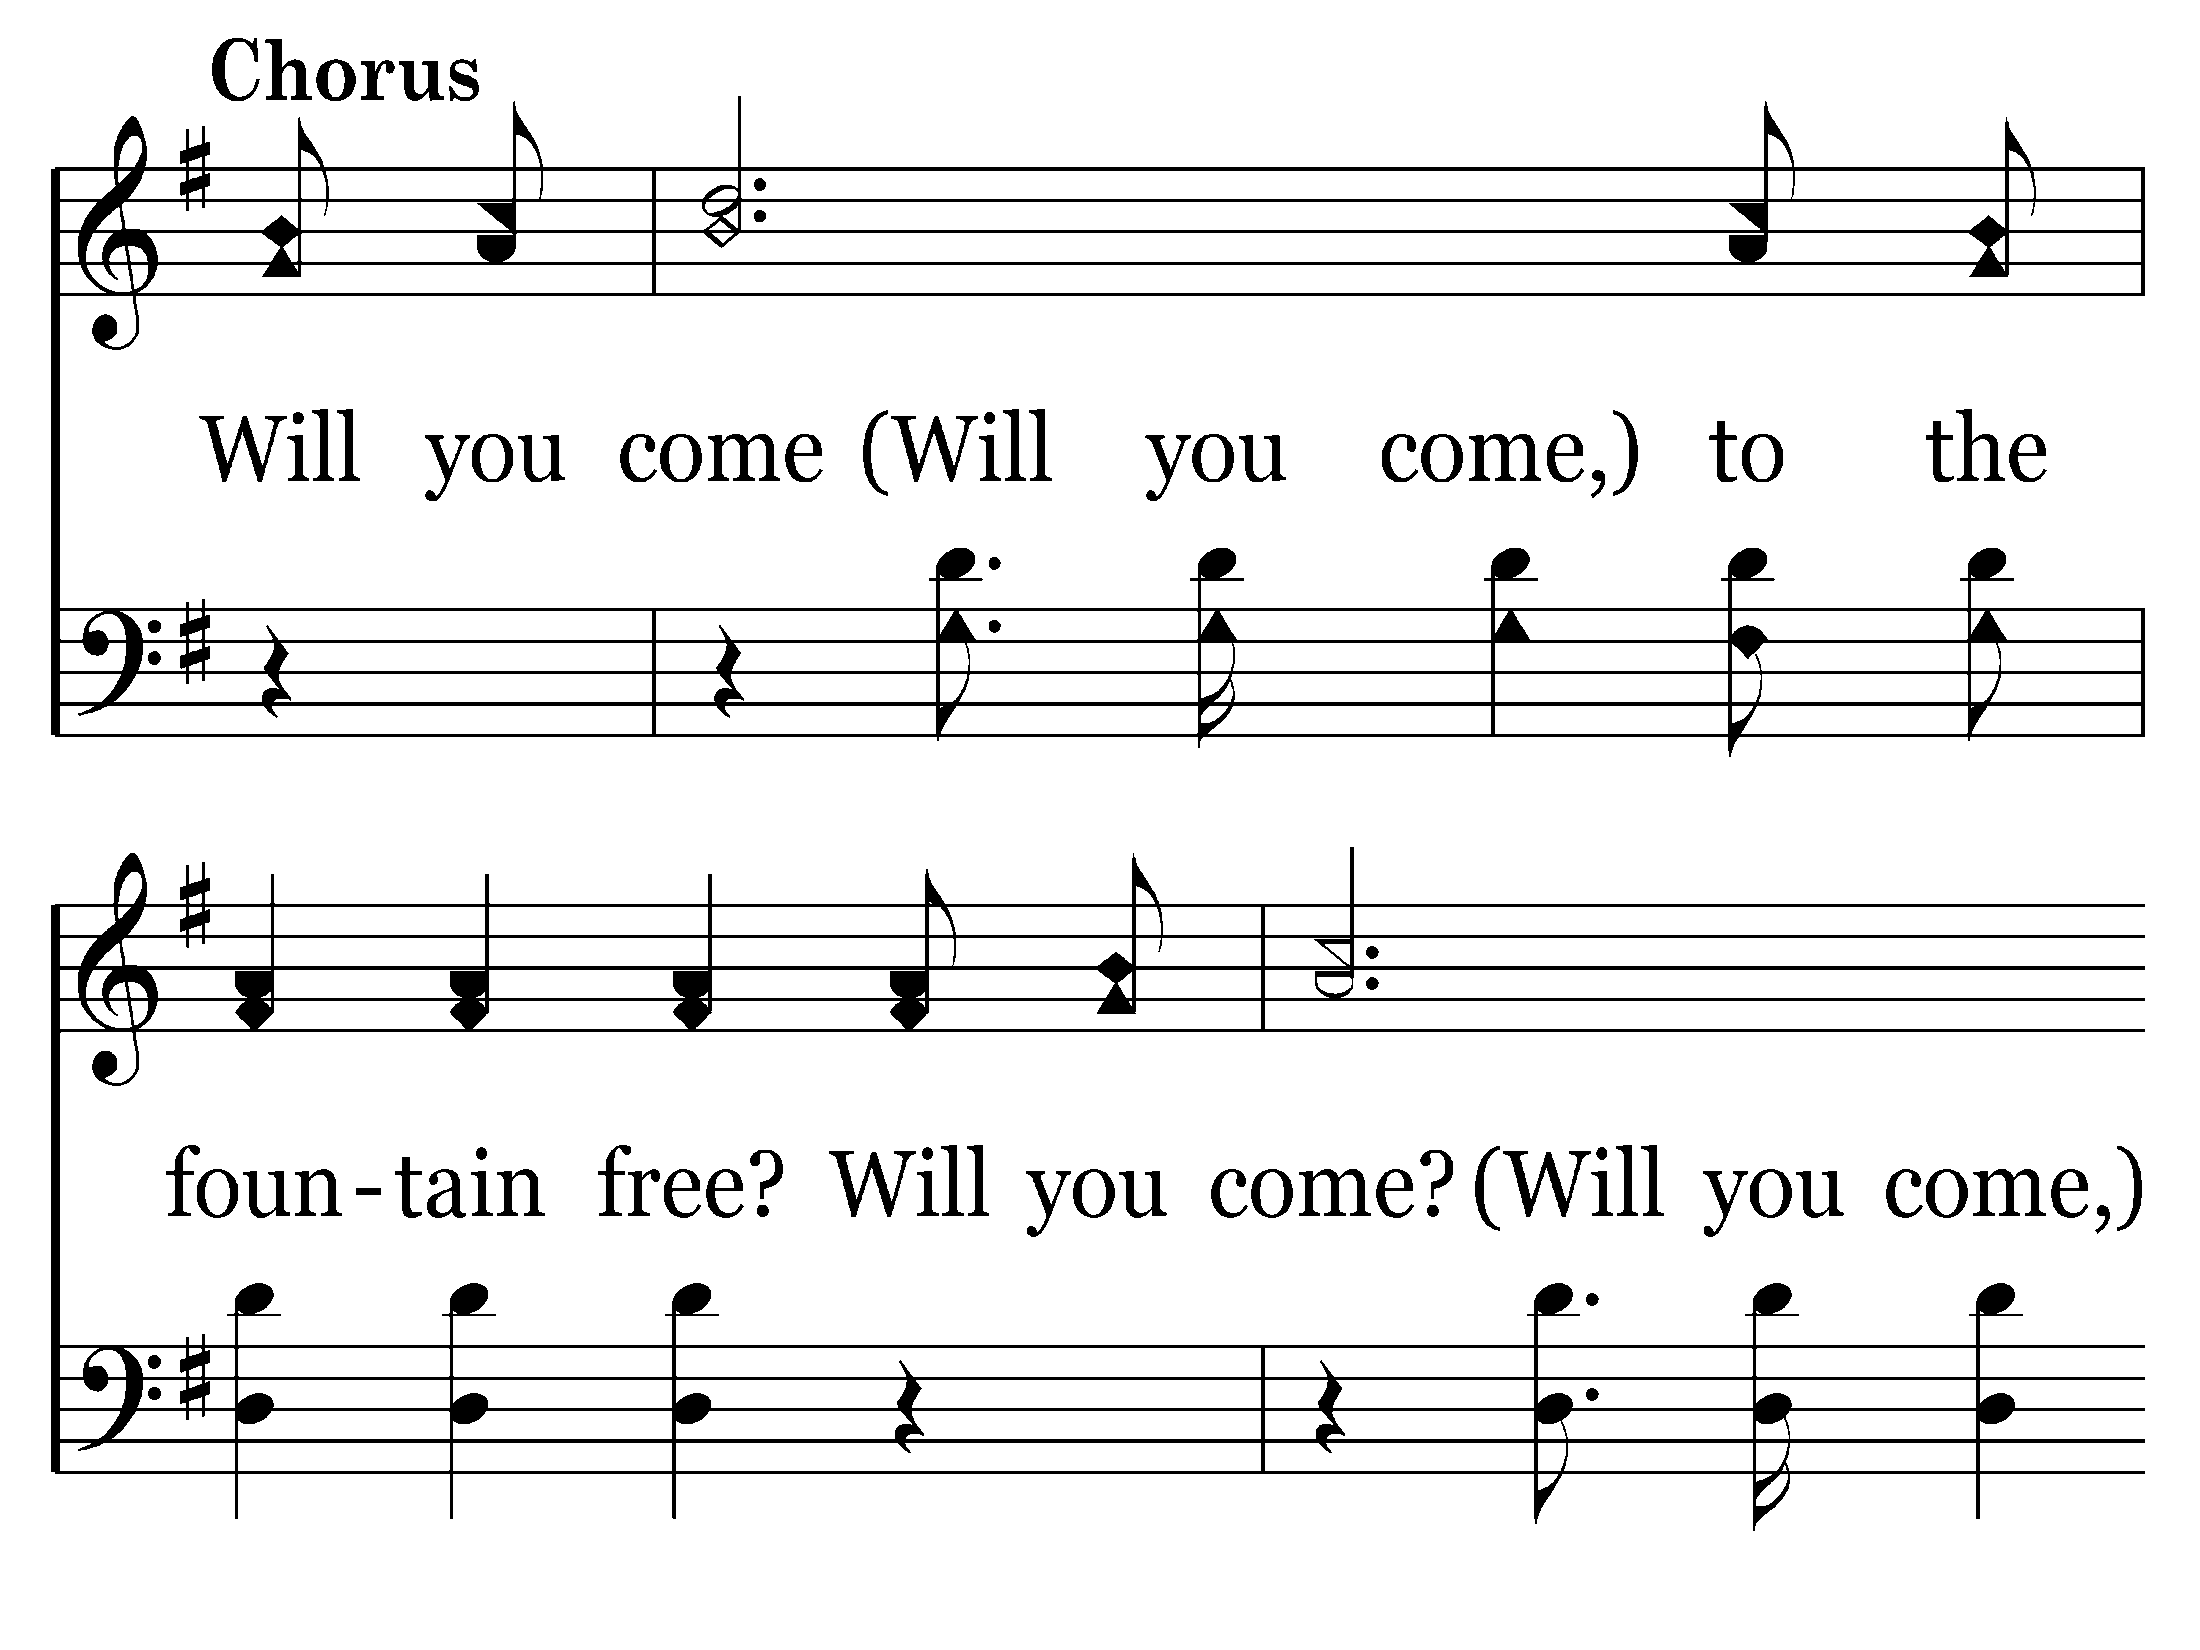 Chorus
Will you come (Will you come,) to the
foun-tain free? Will you come? (Will you come,)